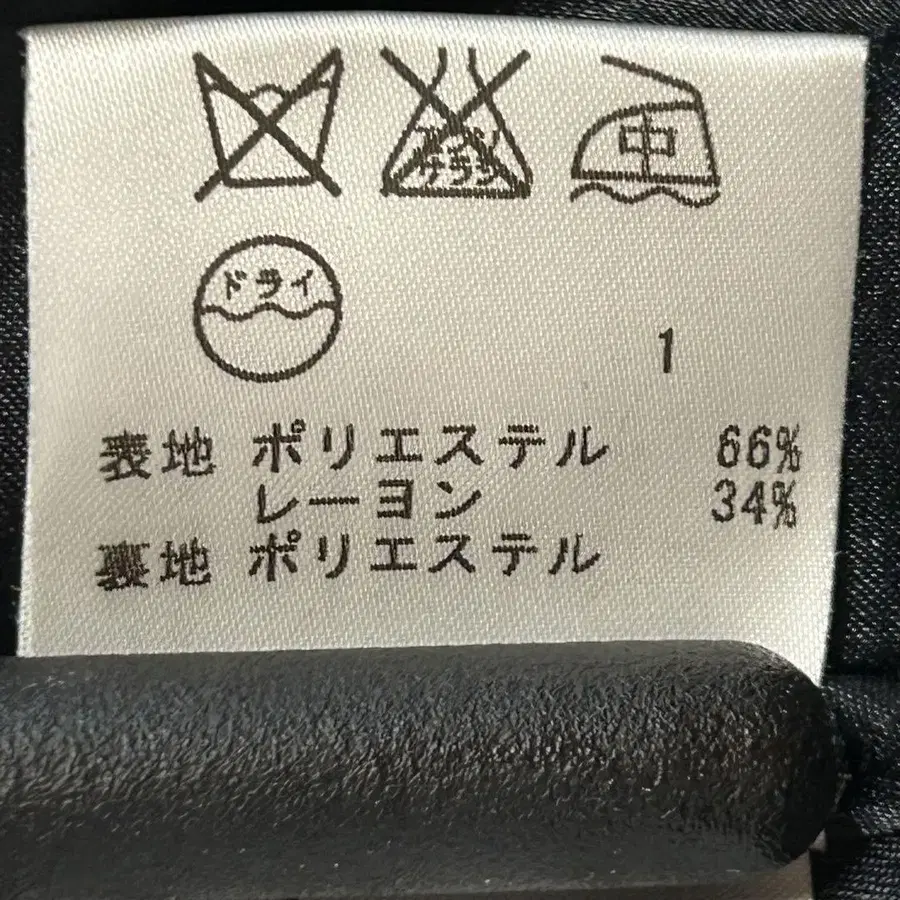 エンソ
サラシ
中
ドライ
1
表地 ポリエステル 66%
レーヨン 34%
裏地 ポリエステル